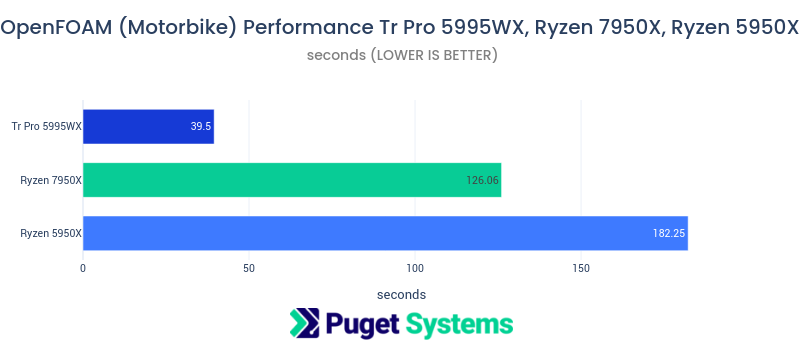 OpenFOAM (Motorbike) Performance Tr Pro 5995WX, Ryzen 7950X, Ryzen 5950X
seconds (LOWER IS BETTER)
Tr Pro 5995WX
39.5
Ryzen 7950X
126.06
Ryzen 5950X
182.25
0 50 100 150
seconds
Puget Systems